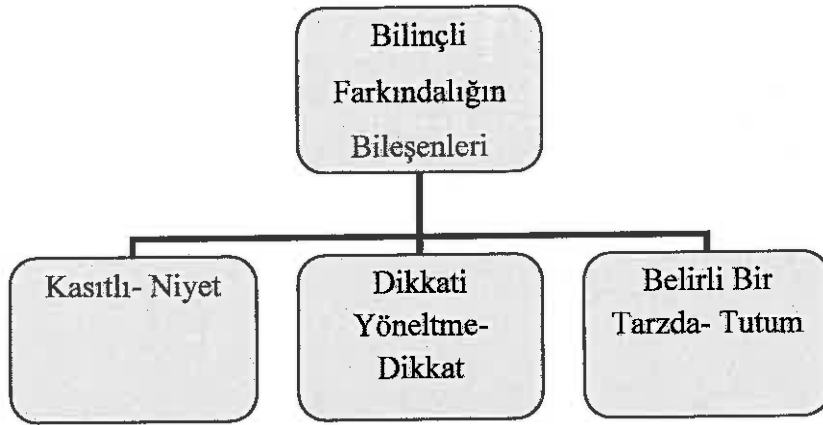 Bilinçli
Farkındalığın
Bileşenleri
Kasıtlı- Niyet
Dikkati
Yöneltme-
Dikkat
Belirli Bir
Tarzda- Tutum